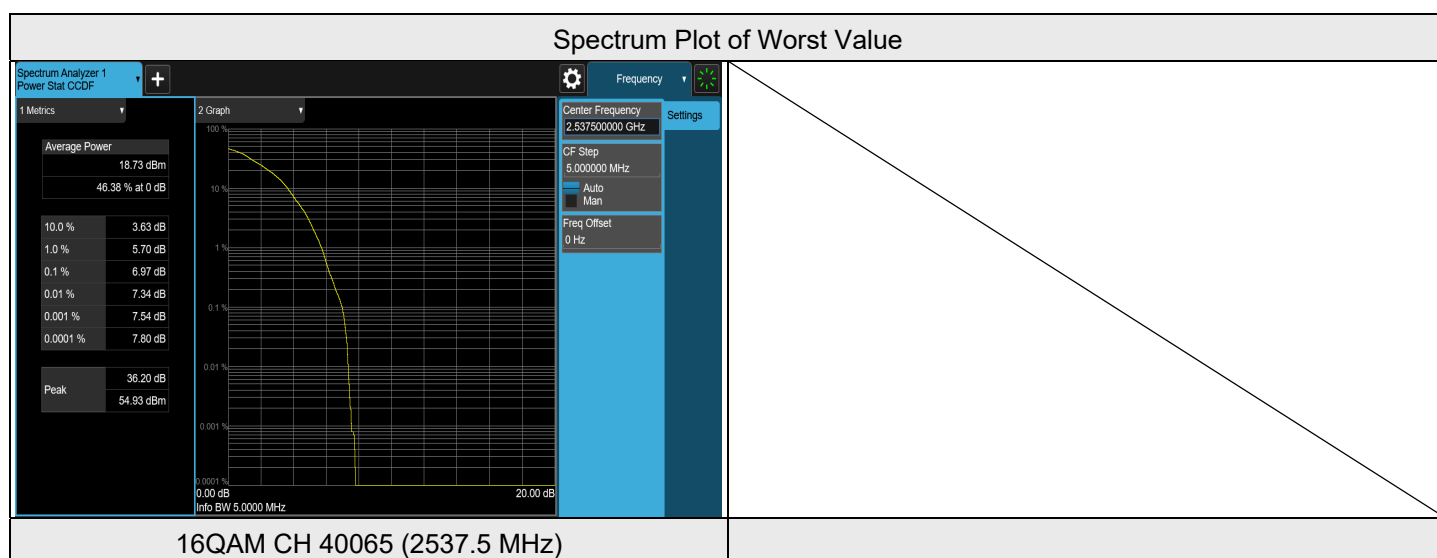 Spectrum Plot of Worst Value
Spectrum Analyzer 1
Power Stat CCDF
+
Frequency
1 Metrics
Average Power
18.73 dBm
46.38 % at 0 dB
10.0 % 3.63 dB
1.0 % 5.70 dB
0.1 % 6.97 dB
0.01 % 7.34 dB
0.001 % 7.54 dB
0.0001 % 7.80 dB
Peak 36.20 dB
54.93 dBm
2 Graph
100 %
10 %
1 %
0.1 %
0.01 %
0.001 %
0.0001 %
0.00 dB 20.00 dB
Info BW 5.0000 MHz
Center Frequency
2.537500000 GHz
Settings
CF Step
5.000000 MHz
Auto
Man
Freq Offset
0 Hz
16QAM CH 40065 (2537.5 MHz)